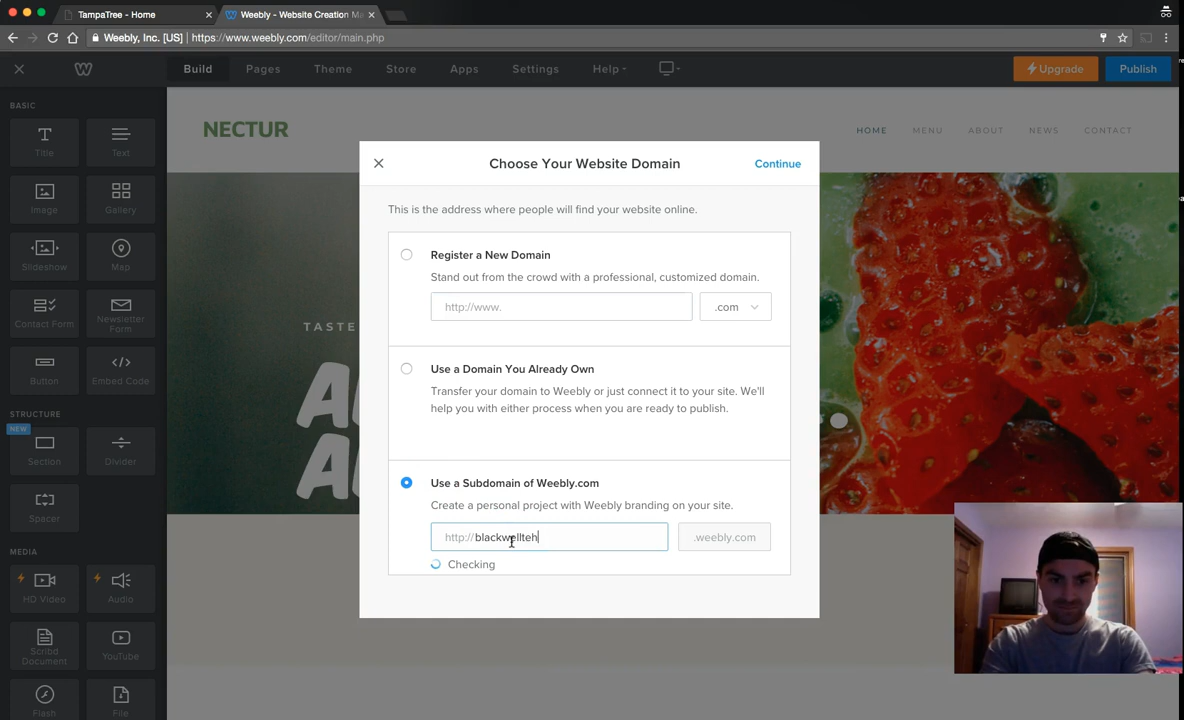 TampaTree - Home
Weebly - Website Creation Ma
Weebly, Inc. [US] | https://www.weebly.com/editor/main.php
Build
Pages
Theme
Store
Apps
Settings
Help
Upgrade
Publish
BASIC
Title
Text
Image
Gallery
Slideshow
Map
Contact Form
Newsletter
Form
Button
Embed Code
STRUCTURE
NEW
Section
Divider
Spacer
MEDIA
HD Video
Audio
Scribd
Document
YouTube
Flash
File
NECTUR
HOME
MENU
ABOUT
NEWS
CONTACT
TASTE
Choose Your Website Domain
Continue
This is the address where people will find your website online.
Register a New Domain
Stand out from the crowd with a professional, customized domain.
http://www.
.com
Use a Domain You Already Own
Transfer your domain to Weebly or just connect it to your site. We'll
help you with either process when you are ready to publish.
Use a Subdomain of Weebly.com
Create a personal project with Weebly branding on your site.
http://blackwellteh
.weebly.com
Checking